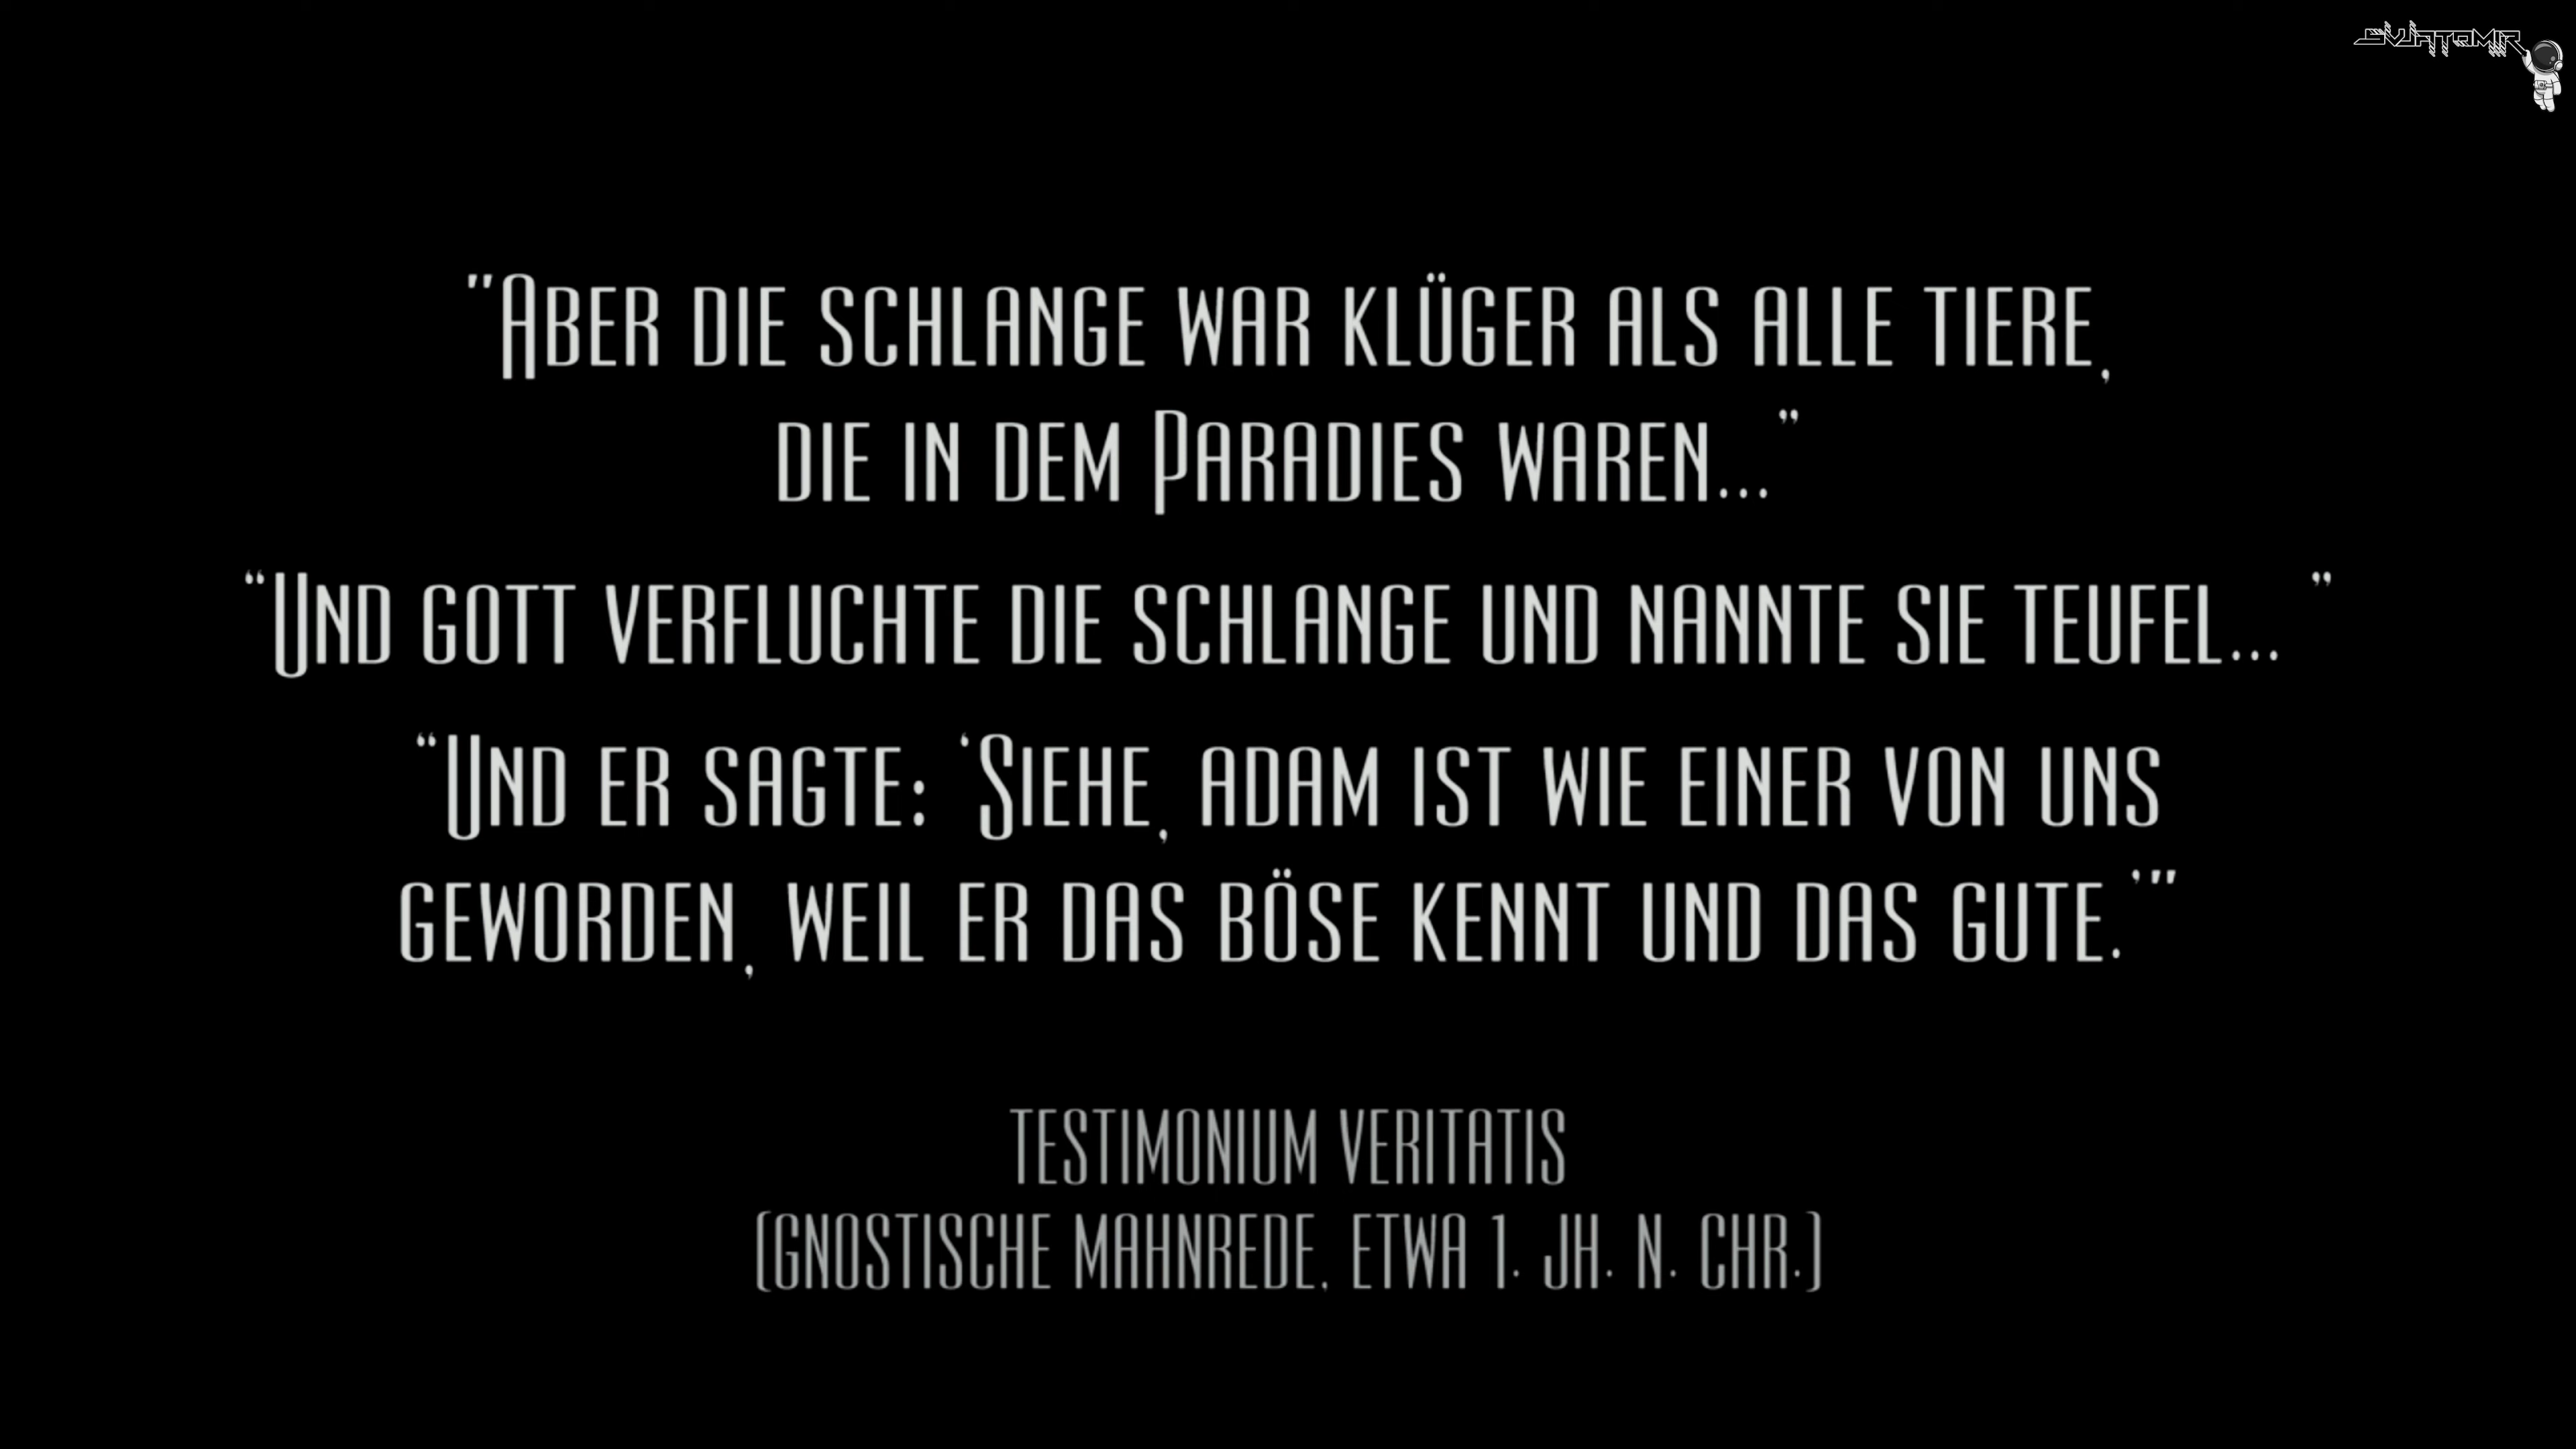 SVJATOMIR
"Aber die schlange war klüger als alle tiere,
die in dem Paradies waren..."
"Und gott verfluchte die schlange und nannte sie teufel... "
"Und er sagte: 'Siehe, adam ist wie einer von uns
geworden, weil er das böse kennt und das gute.'"
TESTIMONIUM VERITATIS
(GNOSTISCHE MAHNREDE, ETWA 1. JH. N. CHR.)